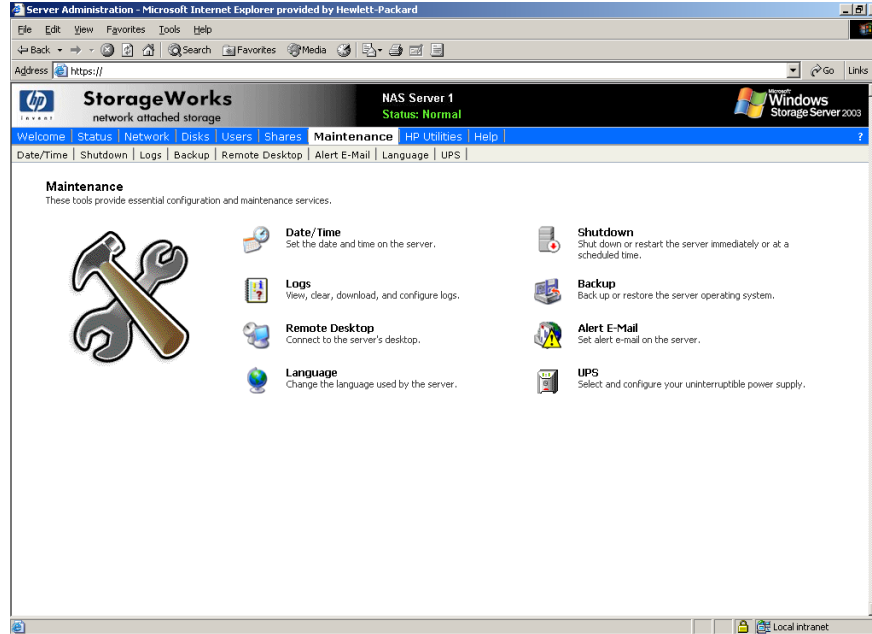 Server Administration - Microsoft Internet Explorer provided by Hewlett-Packard
File Edit View Favorites Tools Help
Back Search Favorites Media
Address https:// Go Links
hp invent
StorageWorks
network attached storage
NAS Server 1
Status: Normal
Microsoft
Windows
Storage Server 2003
Welcome | Status | Network | Disks | Users | Shares | Maintenance | HP Utilities | Help | ?
Date/Time | Shutdown | Logs | Backup | Remote Desktop | Alert E-Mail | Language | UPS |
Maintenance
These tools provide essential configuration and maintenance services.
Date/Time
Set the date and time on the server.
Shutdown
Shut down or restart the server immediately or at a
scheduled time.
Logs
View, clear, download, and configure logs.
Backup
Back up or restore the server operating system.
Remote Desktop
Connect to the server's desktop.
Alert E-Mail
Set alert e-mail on the server.
Language
Change the language used by the server.
UPS
Select and configure your uninterruptible power supply.
Local intranet